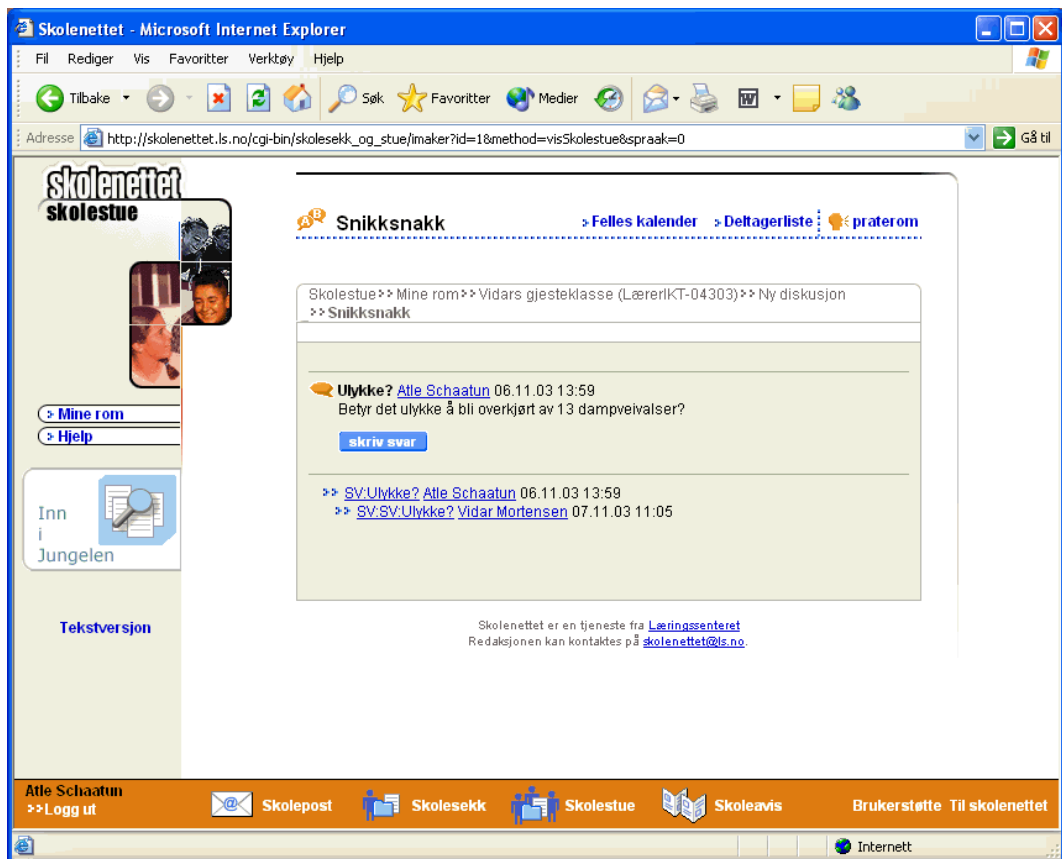 Skolenettet - Microsoft Internet Explorer
Fil Rediger Vis Favoritter Verktøy Hjelp
Tilbake Søk Favoritter Medier
Adresse http://skolenettet.ls.no/cgi-bin/skolesekk_og_stue/imaker?id=1&method=visSkolestue&spraak=0 Gå til
skolenettet
skolestue
A B Snikksnakk Felles kalender Deltagerliste praterom
Skolestue>> Mine rom>> Vidars gjesteklasse (LærerIKT-04303)>> Ny diskusjon
>> Snikksnakk
Ulykke? Atle Schaatun 06.11.03 13:59
Betyr det ulykke å bli overkjørt av 13 dampveivalser?
skriv svar
>> SV:Ulykke? Atle Schaatun 06.11.03 13:59
>> SV:SV:Ulykke? Vidar Mortensen 07.11.03 11:05
Mine rom
Hjelp
Inn
i
Jungelen
Tekstversjon
Skolenettet er en tjeneste fra Læringssenteret
Redaksjonen kan kontaktes på skolenettet@ls.no.
Atle Schaatun
>>Logg ut
@ Skolepost Skolesekk Skolestue Skoleavis Brukerstøtte Til skolenettet
Internett